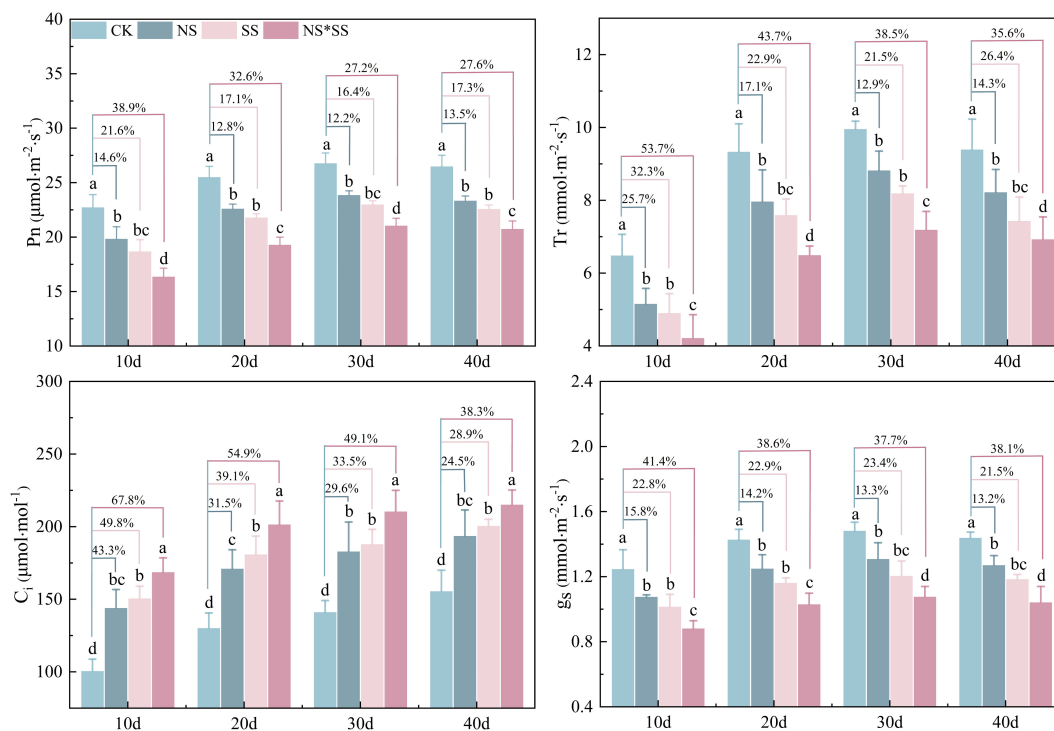 CK NS SS NS*SS
40
35
30
25
20
15
10
Pn (μmol·m⁻²·s⁻¹)
38.9%
21.6%
14.6%
a b bc d
32.6%
17.1%
12.8%
a b b c
27.2%
16.4%
12.2%
a b bc d
27.6%
17.3%
13.5%
a b b c
10d 20d 30d 40d
12
10
8
6
4
Tr (mmol·m⁻²·s⁻¹)
53.7%
32.3%
25.7%
a b b c
43.7%
22.9%
17.1%
a b bc d
38.5%
21.5%
12.9%
a b b c
35.6%
26.4%
14.3%
a b bc d
10d 20d 30d 40d
300
250
200
150
100
Cᵢ (μmol·mol⁻¹)
67.8%
49.8%
43.3%
d bc b a
54.9%
39.1%
31.5%
d c b a
49.1%
33.5%
29.6%
d b b a
38.3%
28.9%
24.5%
d bc b a
10d 20d 30d 40d
2.4
2.0
1.6
1.2
0.8
gₛ (mmol·m⁻²·s⁻¹)
41.4%
22.8%
15.8%
a b b c
38.6%
22.9%
14.2%
a b b c
37.7%
23.4%
13.3%
a b bc d
38.1%
21.5%
13.2%
a b b d
10d 20d 30d 40d